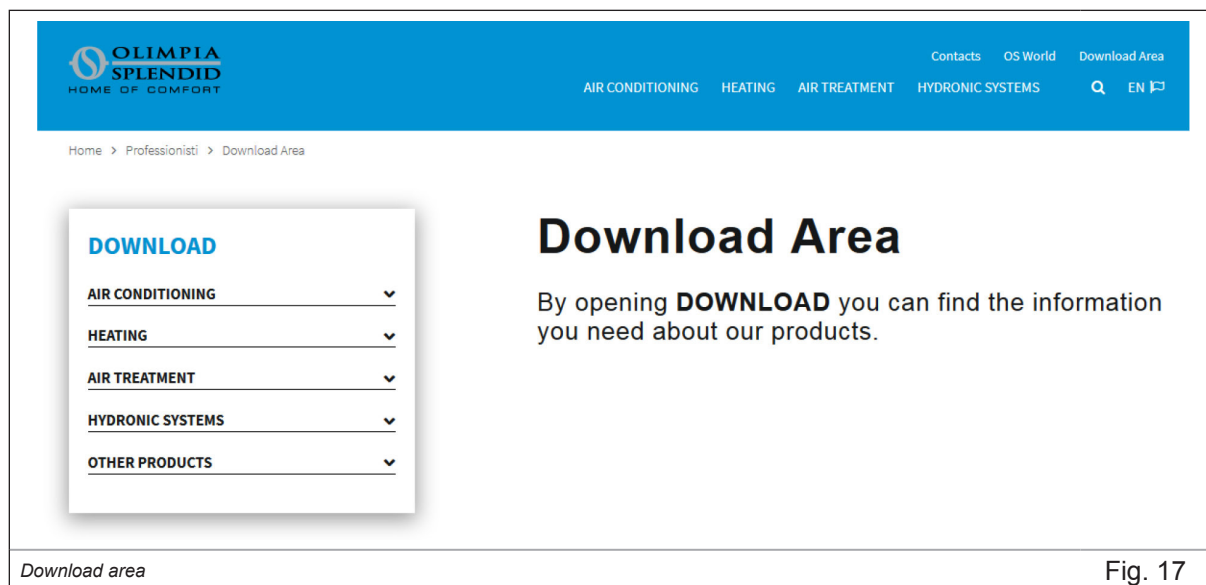 OLIMPIA
SPLENDID
HOME OF COMFORT
Contacts OS World Download Area
AIR CONDITIONING HEATING AIR TREATMENT HYDRONIC SYSTEMS EN
Home > Professionisti > Download Area
DOWNLOAD
AIR CONDITIONING
HEATING
AIR TREATMENT
HYDRONIC SYSTEMS
OTHER PRODUCTS
Download Area
By opening DOWNLOAD you can find the information
you need about our products.
Download area
Fig. 17